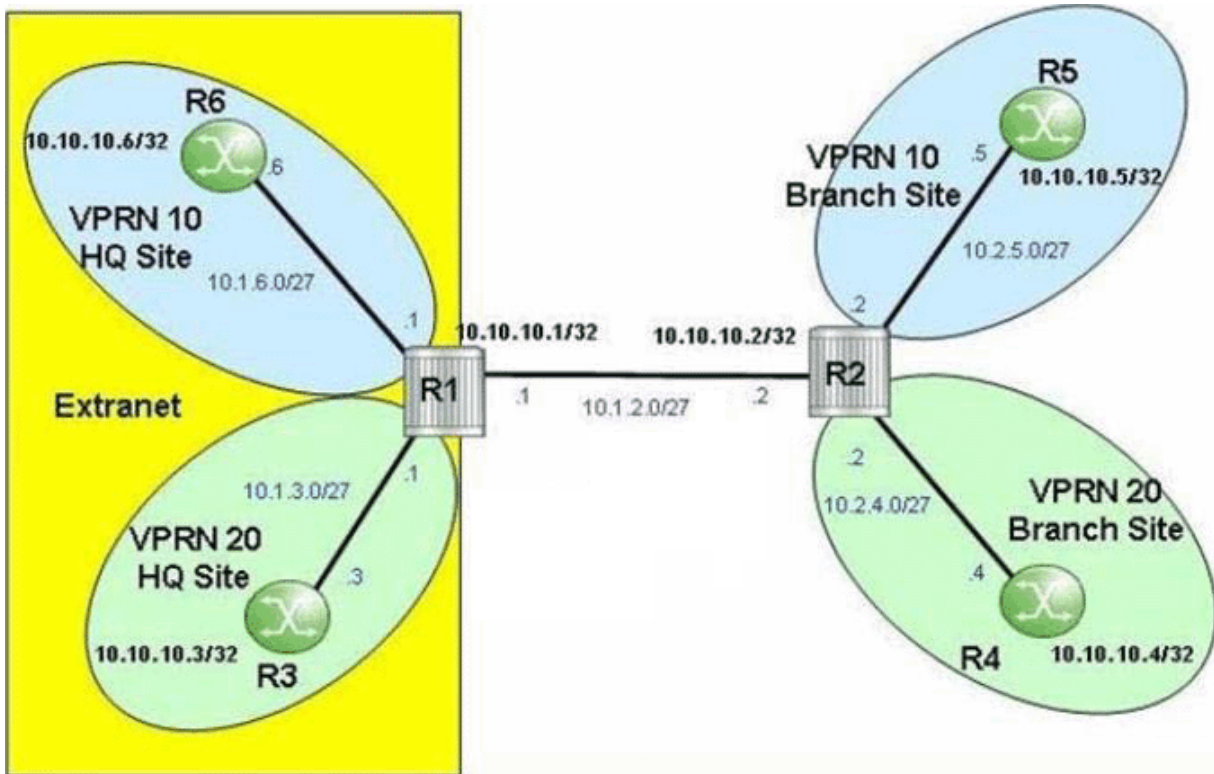 R6
10.10.10.6/32
.6
VPRN 10
HQ Site
10.1.6.0/27
.1
10.10.10.1/32
R1
Extranet
.1
10.1.3.0/27
VPRN 20
HQ Site
.3
10.10.10.3/32
R3
.1
10.1.2.0/27
.2
10.10.10.2/32
R2
R5
.5
VPRN 10
Branch Site
10.10.10.5/32
10.2.5.0/27
.2
.2
10.2.4.0/27
VPRN 20
Branch Site
.4
R4
10.10.10.4/32